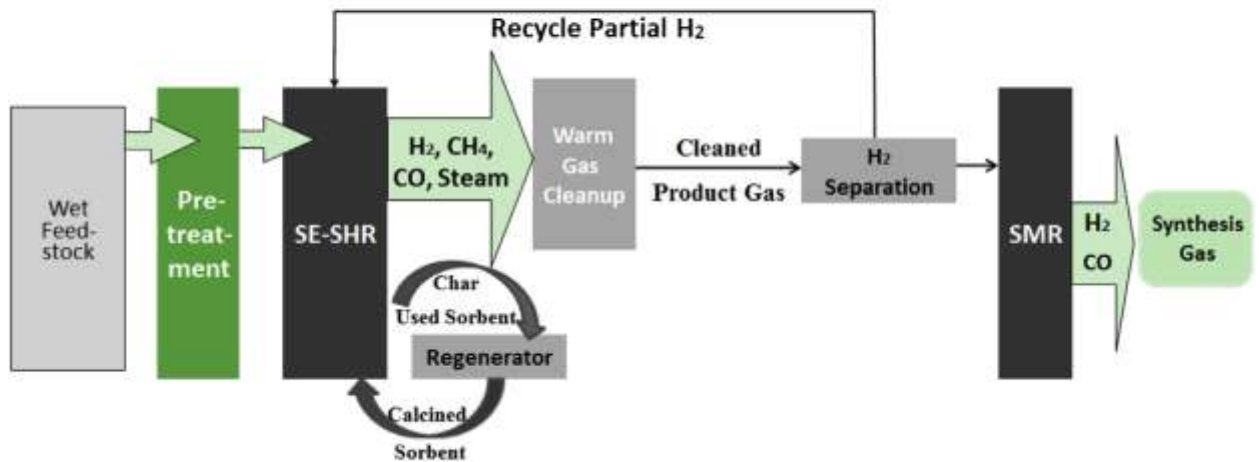 Recycle Partial H₂
Wet
Feed-
stock
Pre-
treat-
ment
SE-SHR
H₂, CH₄,
CO, Steam
Warm
Gas
Cleanup
Cleaned
Product Gas
H₂
Separation
SMR
H₂
CO
Synthesis
Gas
Char
Used Sorbent
Regenerator
Calcined
Sorbent